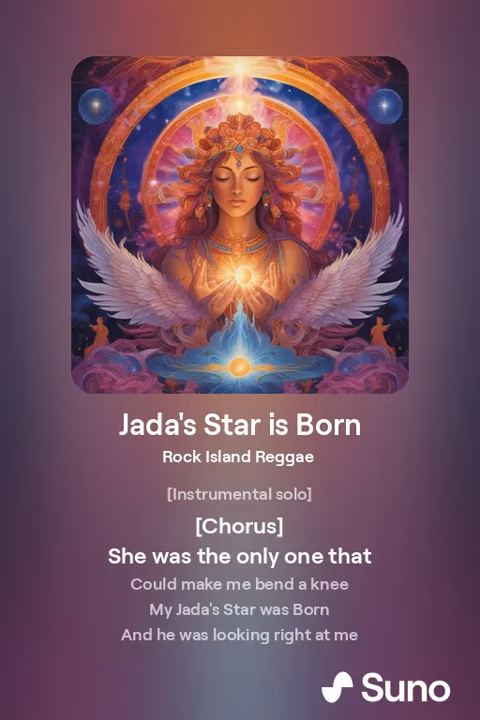 Jada's Star is Born
Rock Island Reggae
[Instrumental solo]
[Chorus]
She was the only one that
Could make me bend a knee
My Jada's Star was Born
And he was looking right at me
Suno